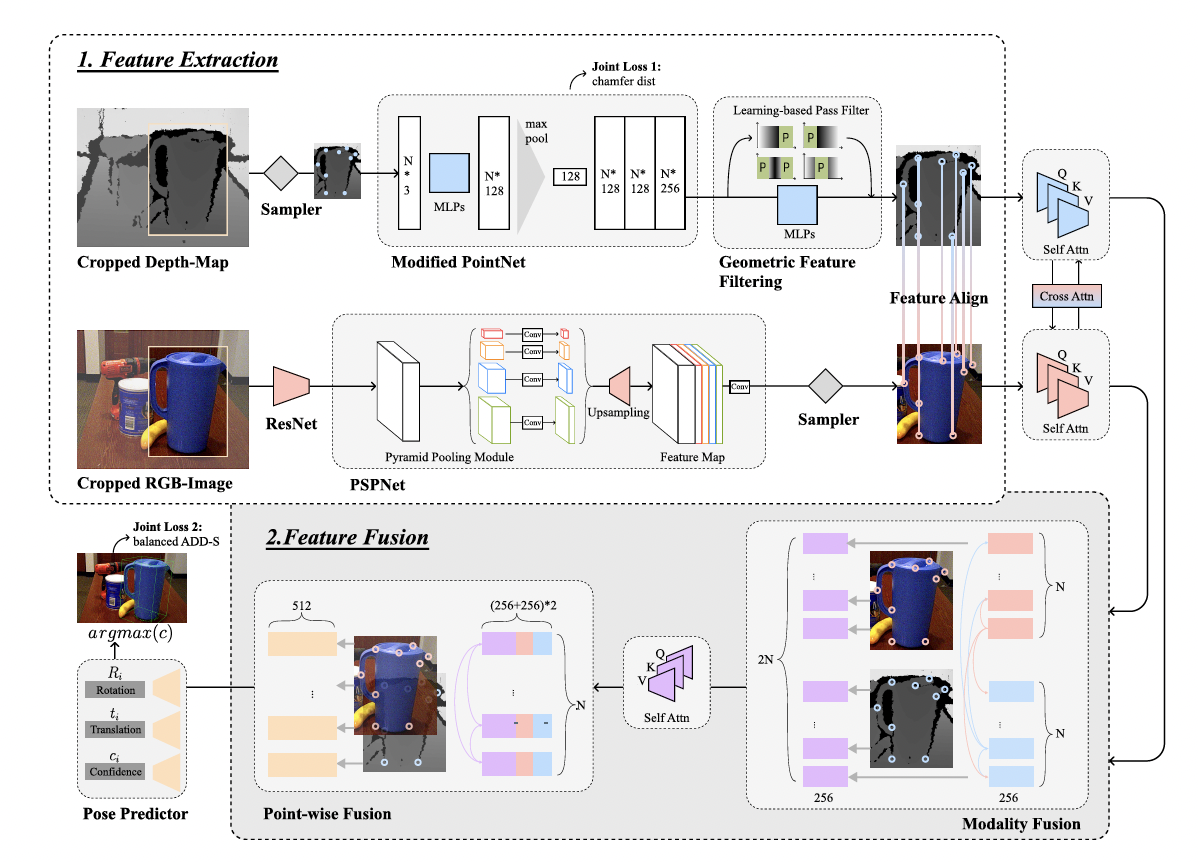 1. Feature Extraction
Joint Loss 1:
chamfer dist
Cropped Depth-Map
Sampler
N
*
3
MLPs
N*
128
max
pool
128
N*
128
N*
128
N*
256
Modified PointNet
Learning-based Pass Filter
P
P
P
P
MLPs
Geometric Feature
Filtering
Feature Align
Q
K
V
Self Attn
Cross Attn
Q
K
V
Self Attn
Cropped RGB-Image
ResNet
Conv
Conv
Conv
Conv
Pyramid Pooling Module
Upsampling
Feature Map
Conv
PSPNet
Sampler
2.Feature Fusion
Joint Loss 2:
balanced ADD-S
argmax(c)
R_i
Rotation
t_i
Translation
c_i
Confidence
Pose Predictor
512
(256+256)*2
...
...
N
Point-wise Fusion
Q
K
V
Self Attn
2N
...
...
256
...
...
256
N
N
Modality Fusion